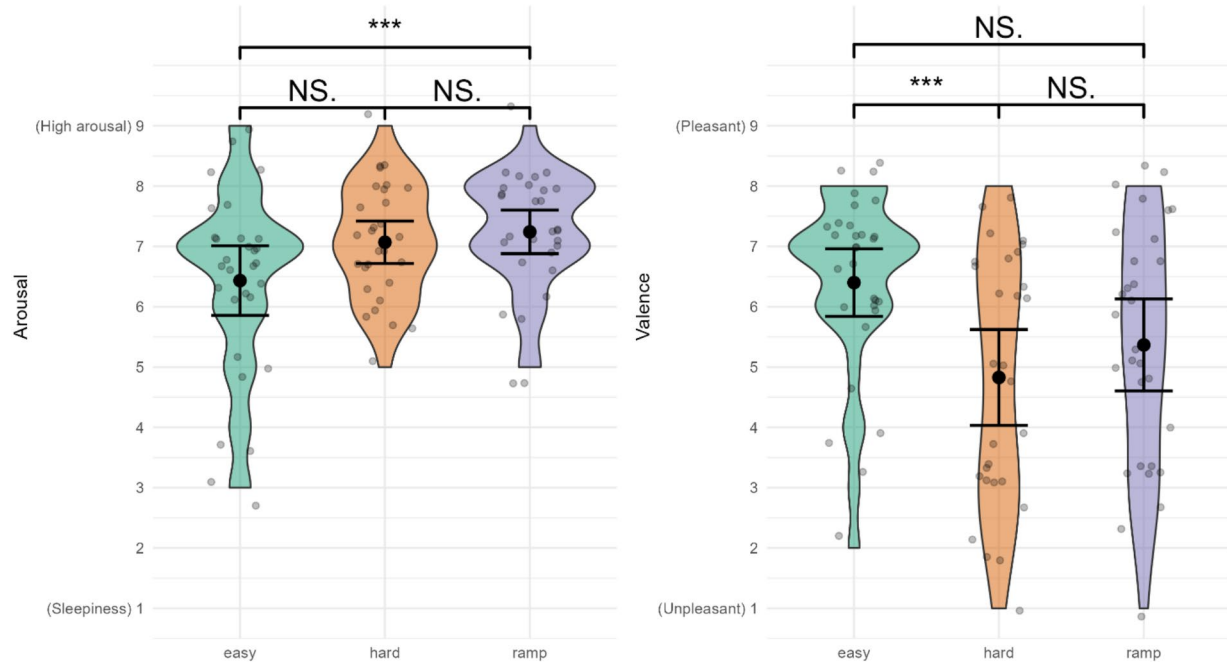 ***
NS.
NS.
(High arousal) 9
8
7
6
5
4
3
2
(Sleepiness) 1
Arousal
easy
hard
ramp
NS.
***
NS.
(Pleasant) 9
8
7
6
5
4
3
2
(Unpleasant) 1
Valence
easy
hard
ramp